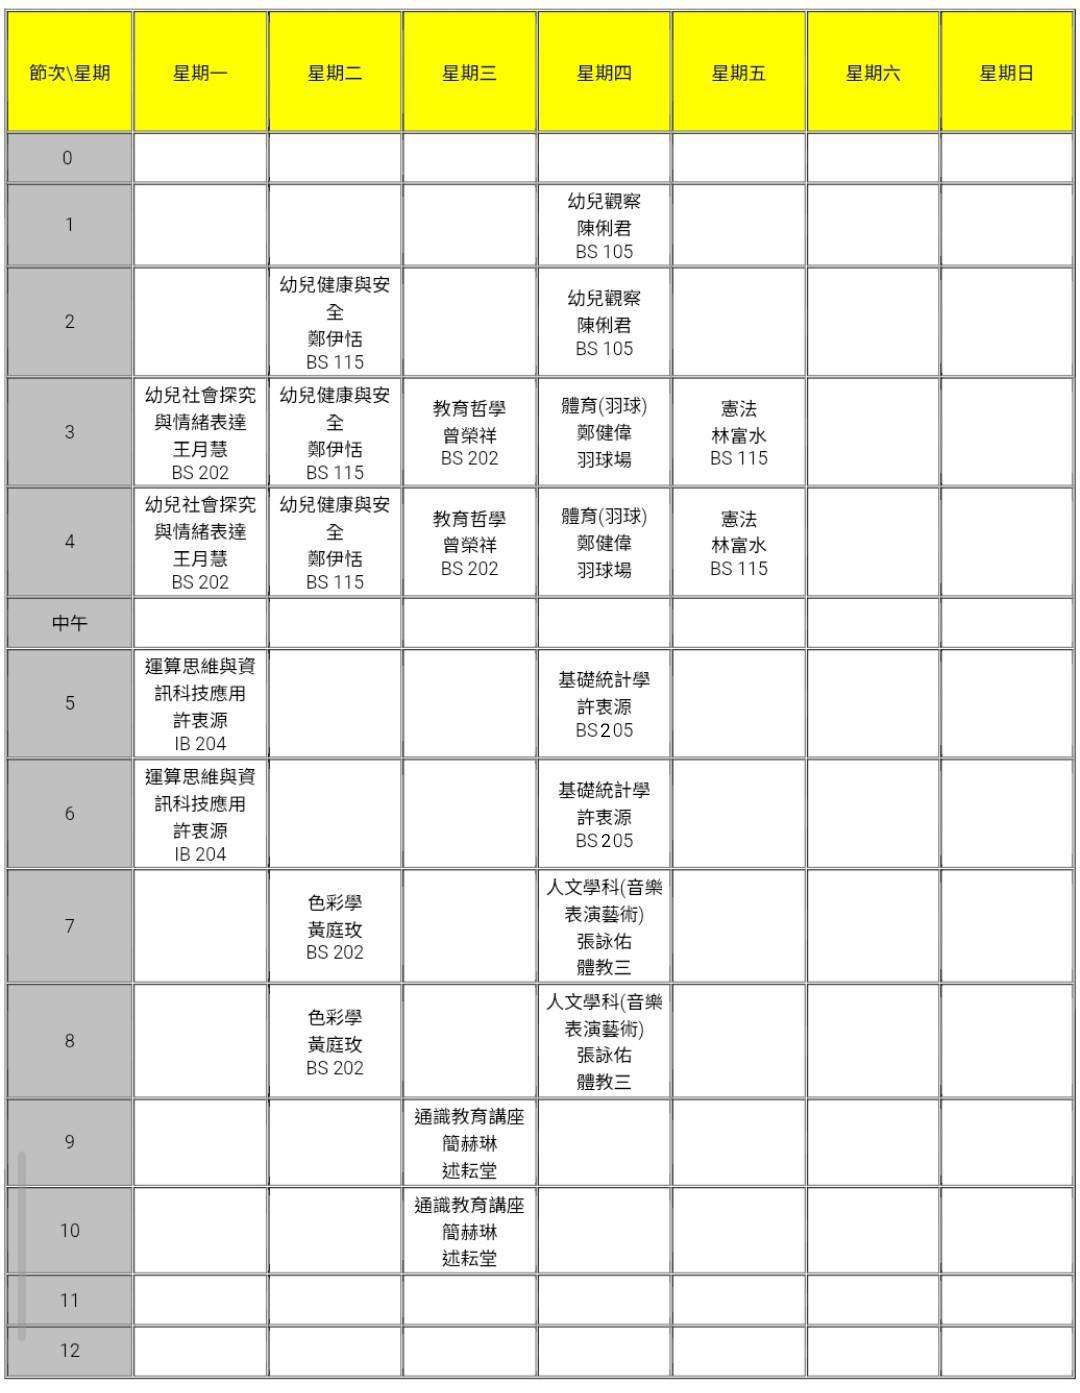 節次\星期 星期一 星期二 星期三 星期四 星期五 星期六 星期日
0
1
幼兒觀察
陳俐君
BS 105
2
幼兒健康與安
全
鄭伊恬
BS 115
幼兒觀察
陳俐君
BS 105
3
幼兒社會探究
與情緒表達
王月慧
BS 202
幼兒健康與安
全
鄭伊恬
BS 115
教育哲學
曾榮祥
BS 202
體育(羽球)
鄭健偉
羽球場
憲法
林富水
BS 115
4
幼兒社會探究
與情緒表達
王月慧
BS 202
幼兒健康與安
全
鄭伊恬
BS 115
教育哲學
曾榮祥
BS 202
體育(羽球)
鄭健偉
羽球場
憲法
林富水
BS 115
中午
5
運算思維與資
訊科技應用
許衷源
IB 204
基礎統計學
許衷源
BS 205
6
運算思維與資
訊科技應用
許衷源
IB 204
基礎統計學
許衷源
BS 205
7
色彩學
黃庭玫
BS 202
人文學科(音樂
表演藝術)
張詠佑
體教三
8
色彩學
黃庭玫
BS 202
人文學科(音樂
表演藝術)
張詠佑
體教三
9
通識教育講座
簡赫琳
述耘堂
10
通識教育講座
簡赫琳
述耘堂
11
12